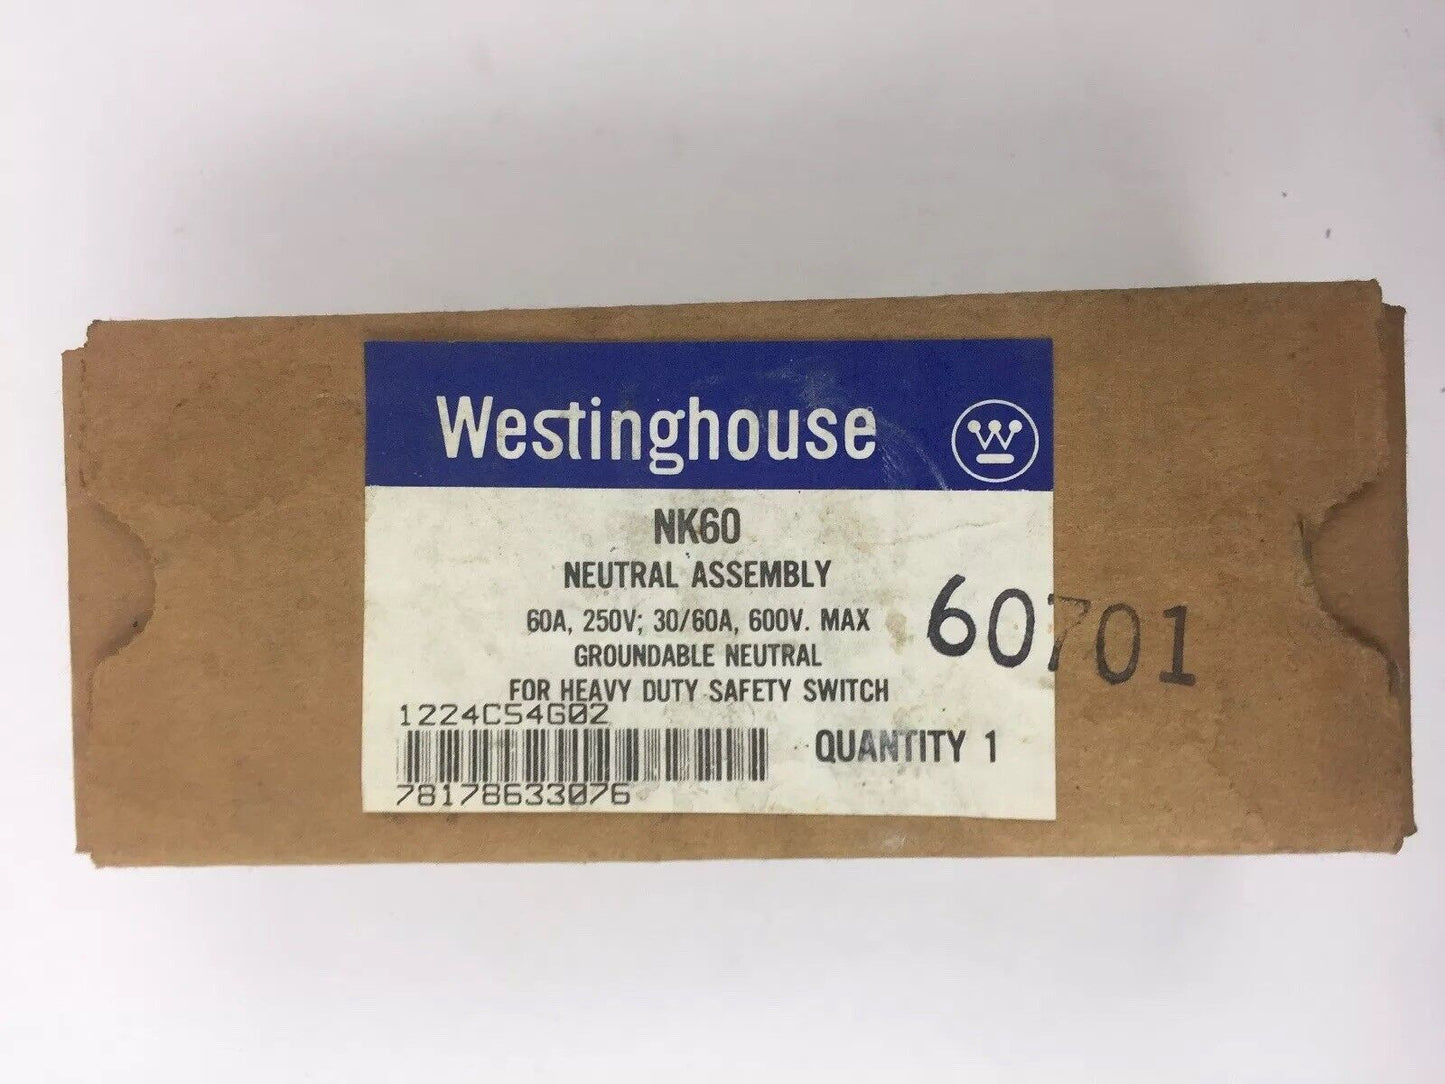 Westinghouse
W
NK60
NEUTRAL ASSEMBLY
60A, 250V; 30/60A, 600V. MAX
GROUNDABLE NEUTRAL
FOR HEAVY DUTY SAFETY SWITCH
60701
1224C54G02
QUANTITY 1
78178633076